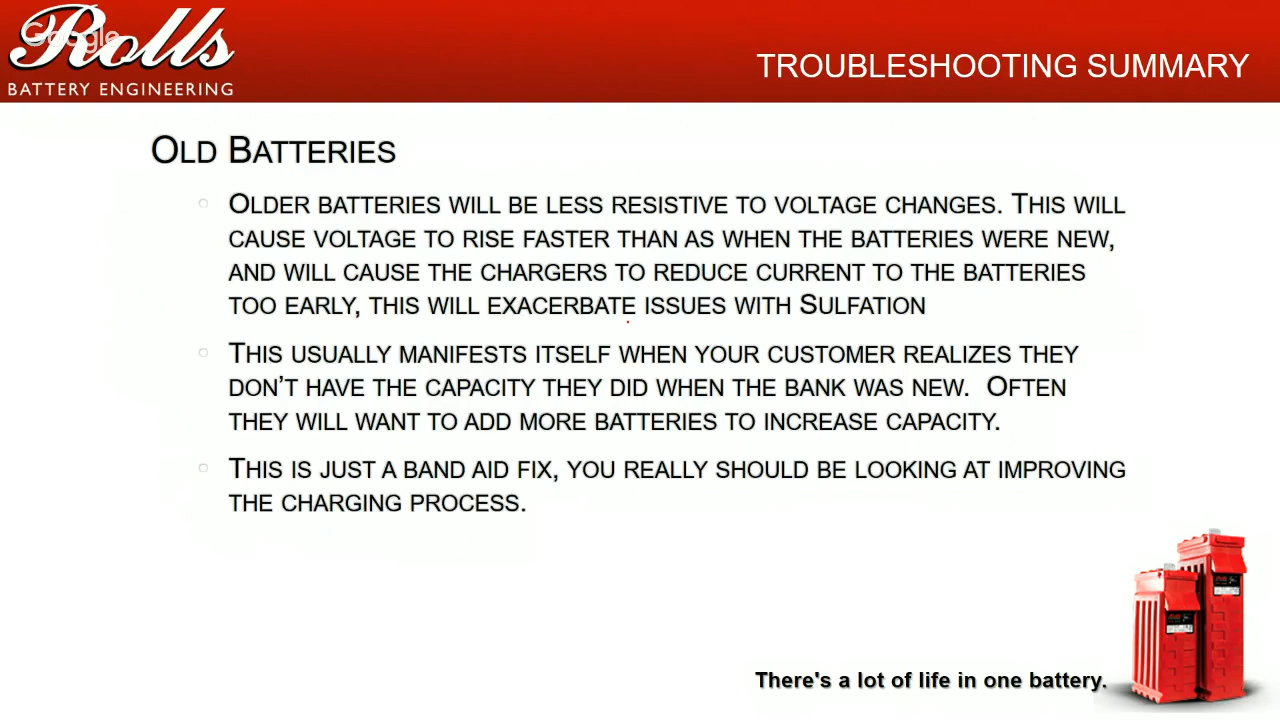 Google
Rolls
BATTERY ENGINEERING
TROUBLESHOOTING SUMMARY
OLD BATTERIES
OLDER BATTERIES WILL BE LESS RESISTIVE TO VOLTAGE CHANGES. THIS WILL
CAUSE VOLTAGE TO RISE FASTER THAN AS WHEN THE BATTERIES WERE NEW,
AND WILL CAUSE THE CHARGERS TO REDUCE CURRENT TO THE BATTERIES
TOO EARLY, THIS WILL EXACERBATE ISSUES WITH SULFATION
THIS USUALLY MANIFESTS ITSELF WHEN YOUR CUSTOMER REALIZES THEY
DON'T HAVE THE CAPACITY THEY DID WHEN THE BANK WAS NEW. OFTEN
THEY WILL WANT TO ADD MORE BATTERIES TO INCREASE CAPACITY.
THIS IS JUST A BAND AID FIX, YOU REALLY SHOULD BE LOOKING AT IMPROVING
THE CHARGING PROCESS.
There's a lot of life in one battery.